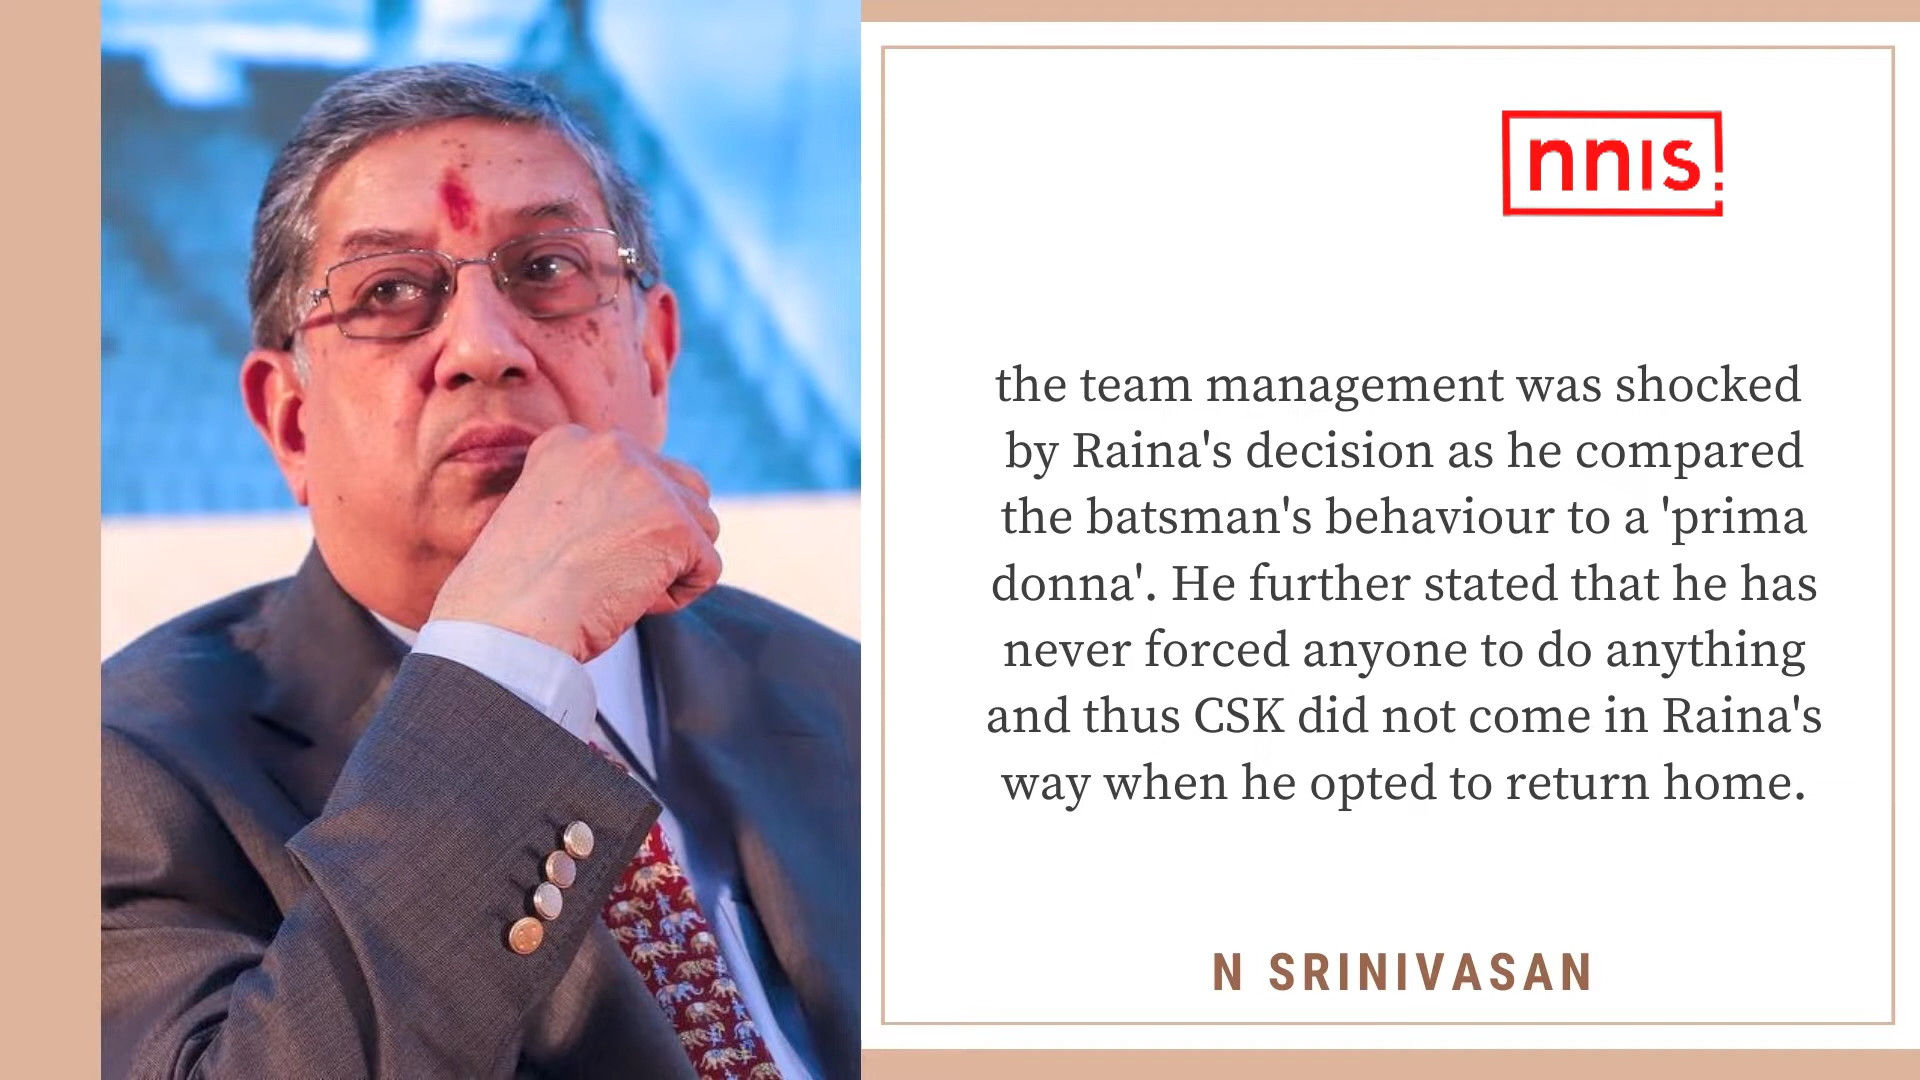 nnis!
the team management was shocked
by Raina's decision as he compared
the batsman's behaviour to a 'prima
donna'. He further stated that he has
never forced anyone to do anything
and thus CSK did not come in Raina's
way when he opted to return home.
N SRINIVASAN